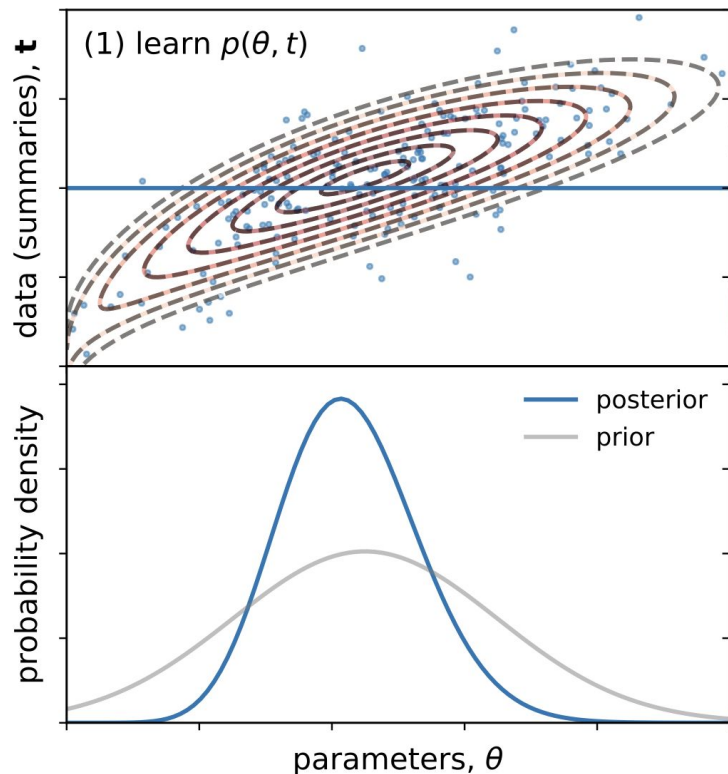 (1) learn p(θ, t)
data (summaries), t
posterior
prior
probability density
parameters, θ